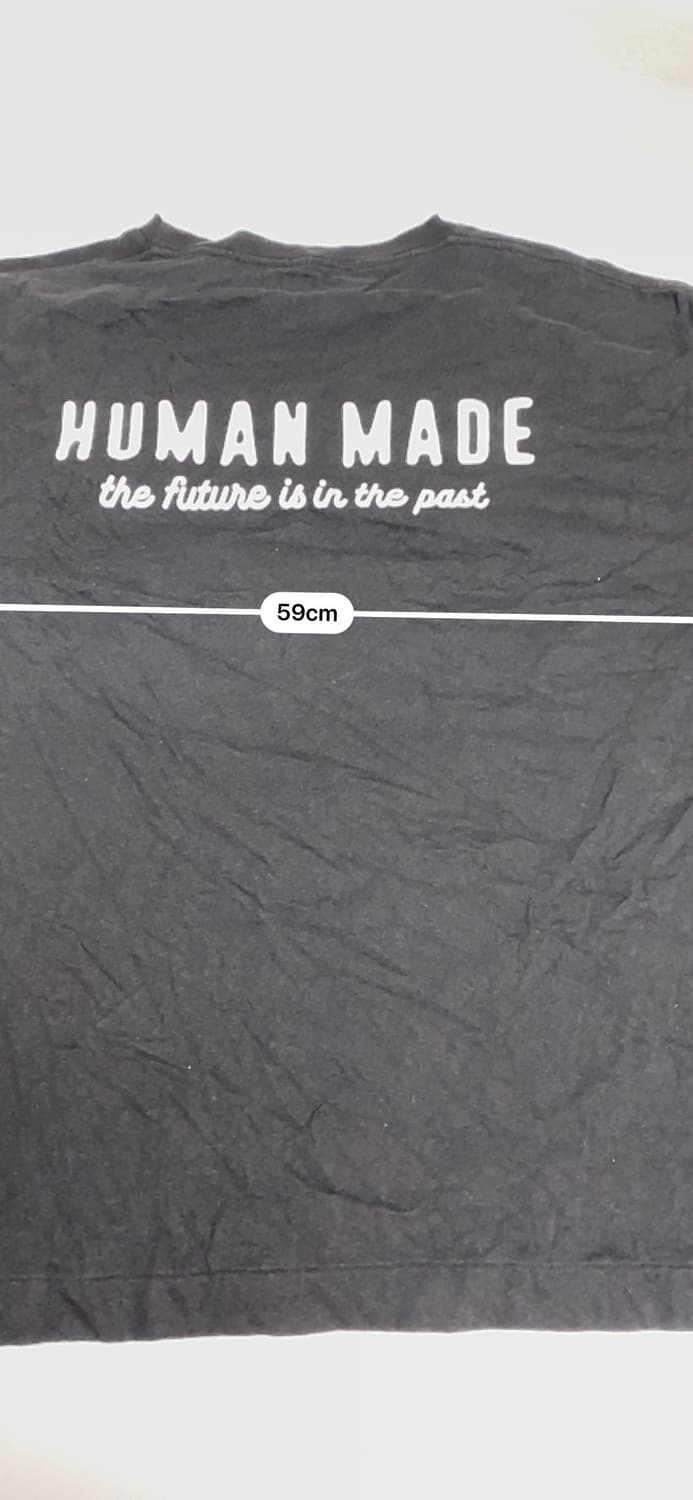 HUMAN MADE
the future is in the past
59cm